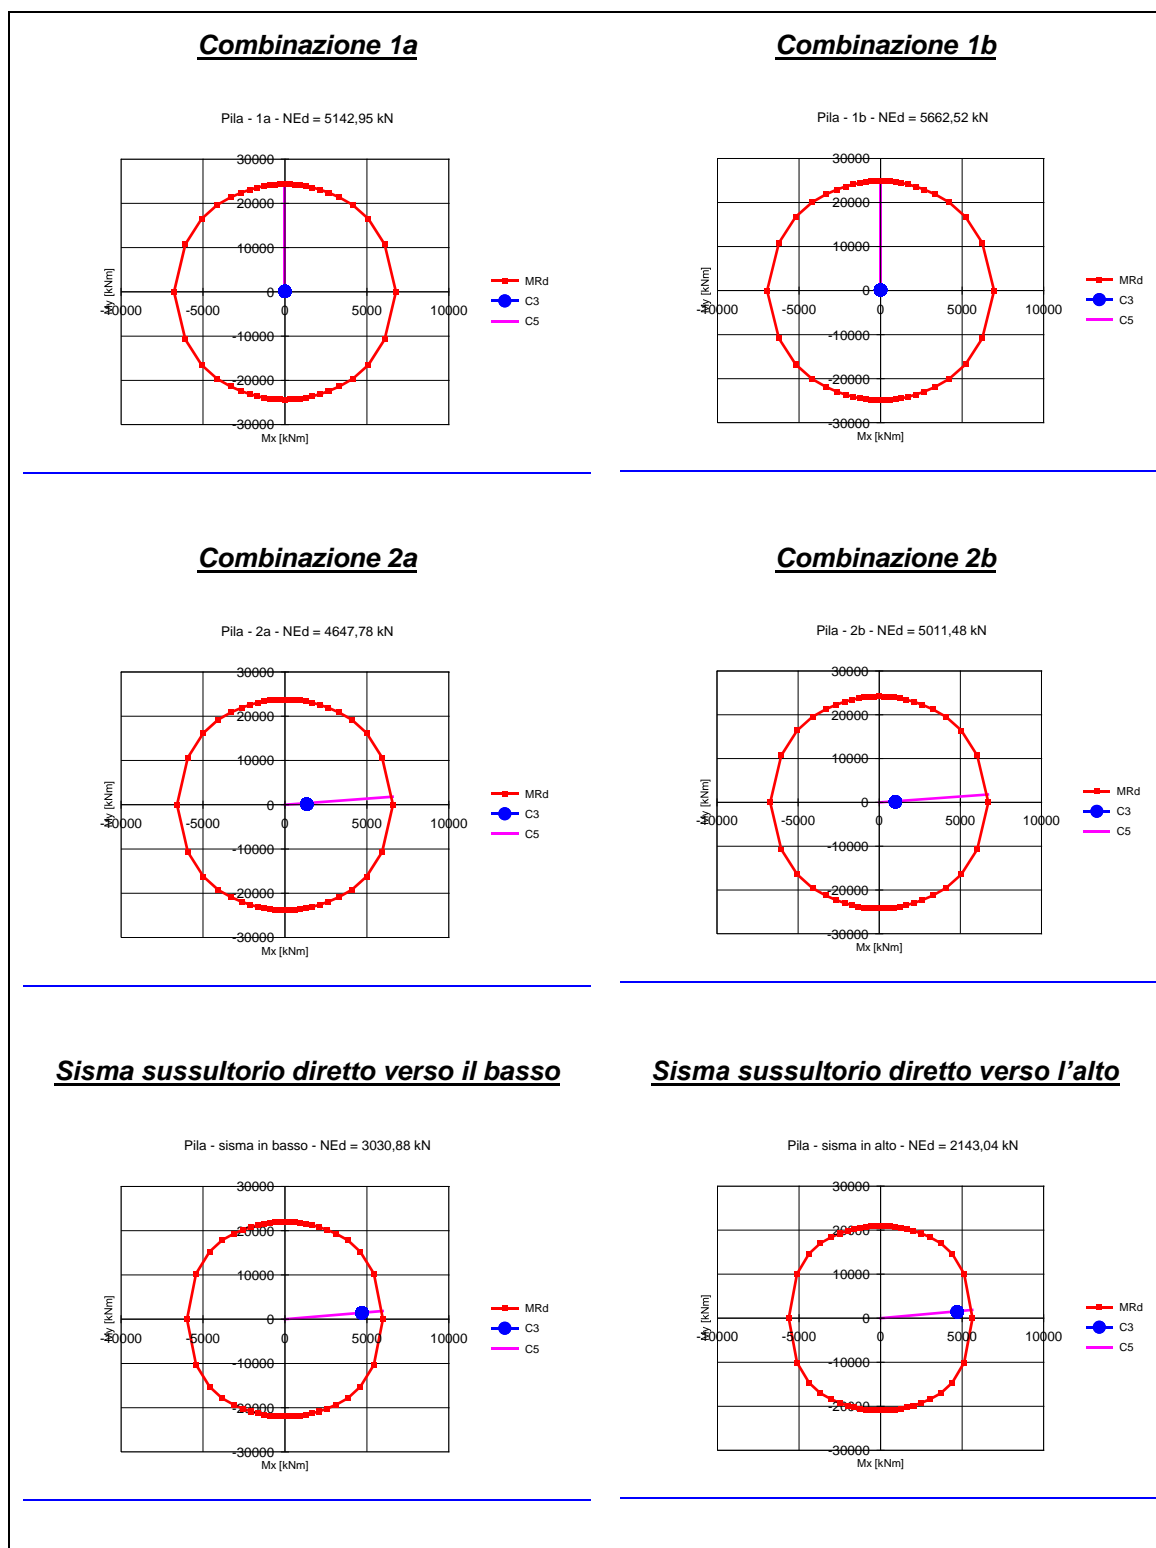 Combinazione 1a
Combinazione 1b
Pila - 1a - NEd = 5142,95 kN
30000
20000
10000
0
-10000
-20000
-30000
-10000 -5000 0 5000 10000
My [kNm]
Mx [kNm]
MRd
C3
C5
Pila - 1b - NEd = 5662,52 kN
30000
20000
10000
0
-10000
-20000
-30000
-10000 -5000 0 5000 10000
My [kNm]
Mx [kNm]
MRd
C3
C5
Combinazione 2a
Combinazione 2b
Pila - 2a - NEd = 4647,78 kN
30000
20000
10000
0
-10000
-20000
-30000
-10000 -5000 0 5000 10000
My [kNm]
Mx [kNm]
MRd
C3
C5
Pila - 2b - NEd = 5011,48 kN
30000
20000
10000
0
-10000
-20000
-30000
-10000 -5000 0 5000 10000
My [kNm]
Mx [kNm]
MRd
C3
C5
Sisma sussultorio diretto verso il basso
Sisma sussultorio diretto verso l’alto
Pila - sisma in basso - NEd = 3030,88 kN
30000
20000
10000
0
-10000
-20000
-30000
-10000 -5000 0 5000 10000
My [kNm]
Mx [kNm]
MRd
C3
C5
Pila - sisma in alto - NEd = 2143,04 kN
30000
20000
10000
0
-10000
-20000
-30000
-10000 -5000 0 5000 10000
My [kNm]
Mx [kNm]
MRd
C3
C5